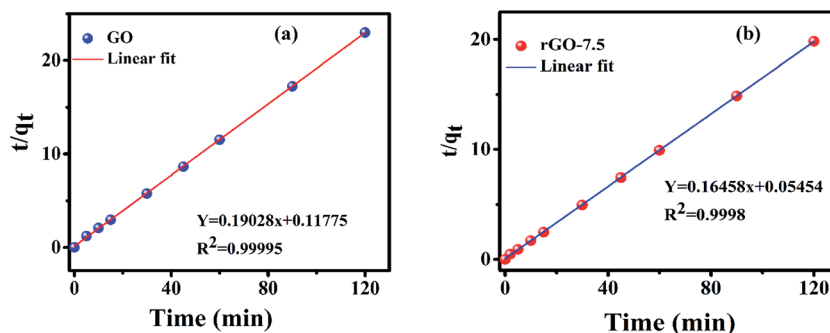 (a)
GO
Linear fit
Y=0.19028x+0.11775
R²=0.99995
t/qt
0
10
20
0
40
80
120
Time (min)
(b)
rGO-7.5
Linear fit
Y=0.16458x+0.05454
R²=0.9998
t/qt
0
10
20
0
40
80
120
Time (min)